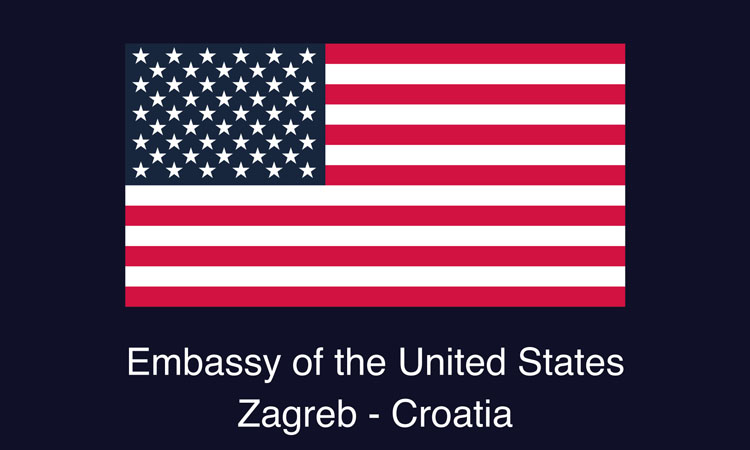 Embassy of the United States
Zagreb - Croatia